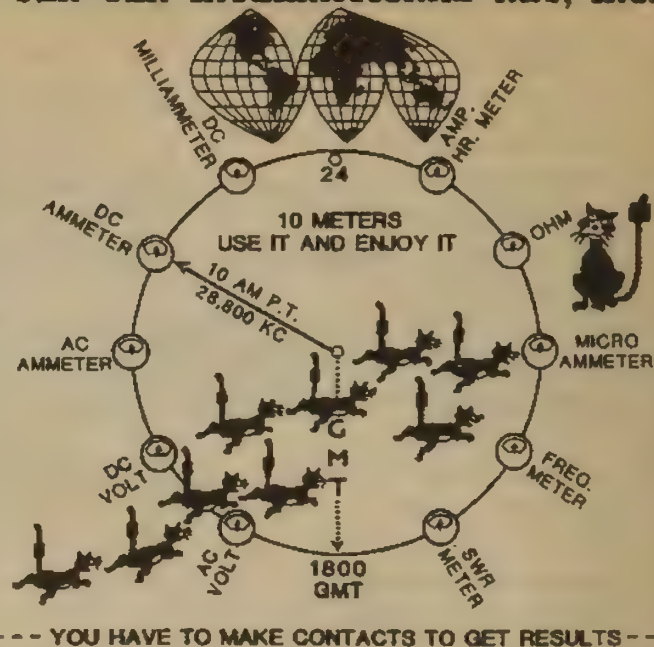 DC
MILLIAMMETER
AMP.
HR. METER
24
10 METERS
USE IT AND ENJOY IT
OHM
DC
AMMETER
10 AM P.T.
28,800 KC
AC
AMMETER
MICRO
AMMETER
GMT
DC
VOLT
FREQ.
METER
AC
VOLT
SWR
METER
1800
GMT
--- YOU HAVE TO MAKE CONTACTS TO GET RESULTS --